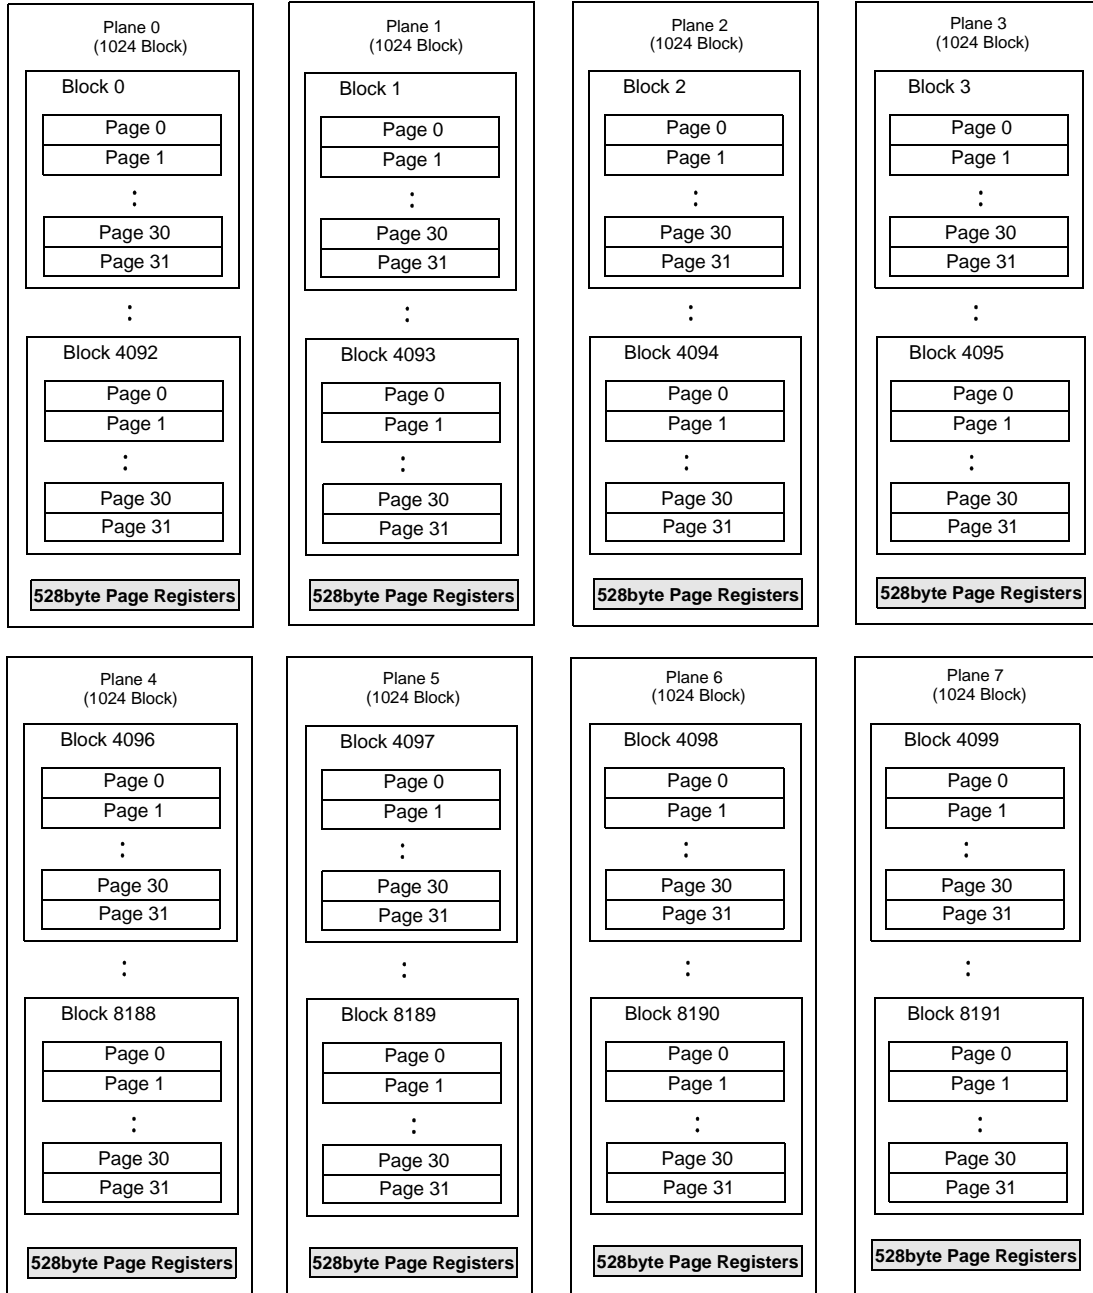 Plane 0
(1024 Block)
Block 0
Page 0
Page 1
Page 30
Page 31
Block 4092
Page 0
Page 1
Page 30
Page 31
528byte Page Registers
Plane 1
(1024 Block)
Block 1
Page 0
Page 1
Page 30
Page 31
Block 4093
Page 0
Page 1
Page 30
Page 31
528byte Page Registers
Plane 2
(1024 Block)
Block 2
Page 0
Page 1
Page 30
Page 31
Block 4094
Page 0
Page 1
Page 30
Page 31
528byte Page Registers
Plane 3
(1024 Block)
Block 3
Page 0
Page 1
Page 30
Page 31
Block 4095
Page 0
Page 1
Page 30
Page 31
528byte Page Registers
Plane 4
(1024 Block)
Block 4096
Page 0
Page 1
Page 30
Page 31
Block 8188
Page 0
Page 1
Page 30
Page 31
528byte Page Registers
Plane 5
(1024 Block)
Block 4097
Page 0
Page 1
Page 30
Page 31
Block 8189
Page 0
Page 1
Page 30
Page 31
528byte Page Registers
Plane 6
(1024 Block)
Block 4098
Page 0
Page 1
Page 30
Page 31
Block 8190
Page 0
Page 1
Page 30
Page 31
528byte Page Registers
Plane 7
(1024 Block)
Block 4099
Page 0
Page 1
Page 30
Page 31
Block 8191
Page 0
Page 1
Page 30
Page 31
528byte Page Registers